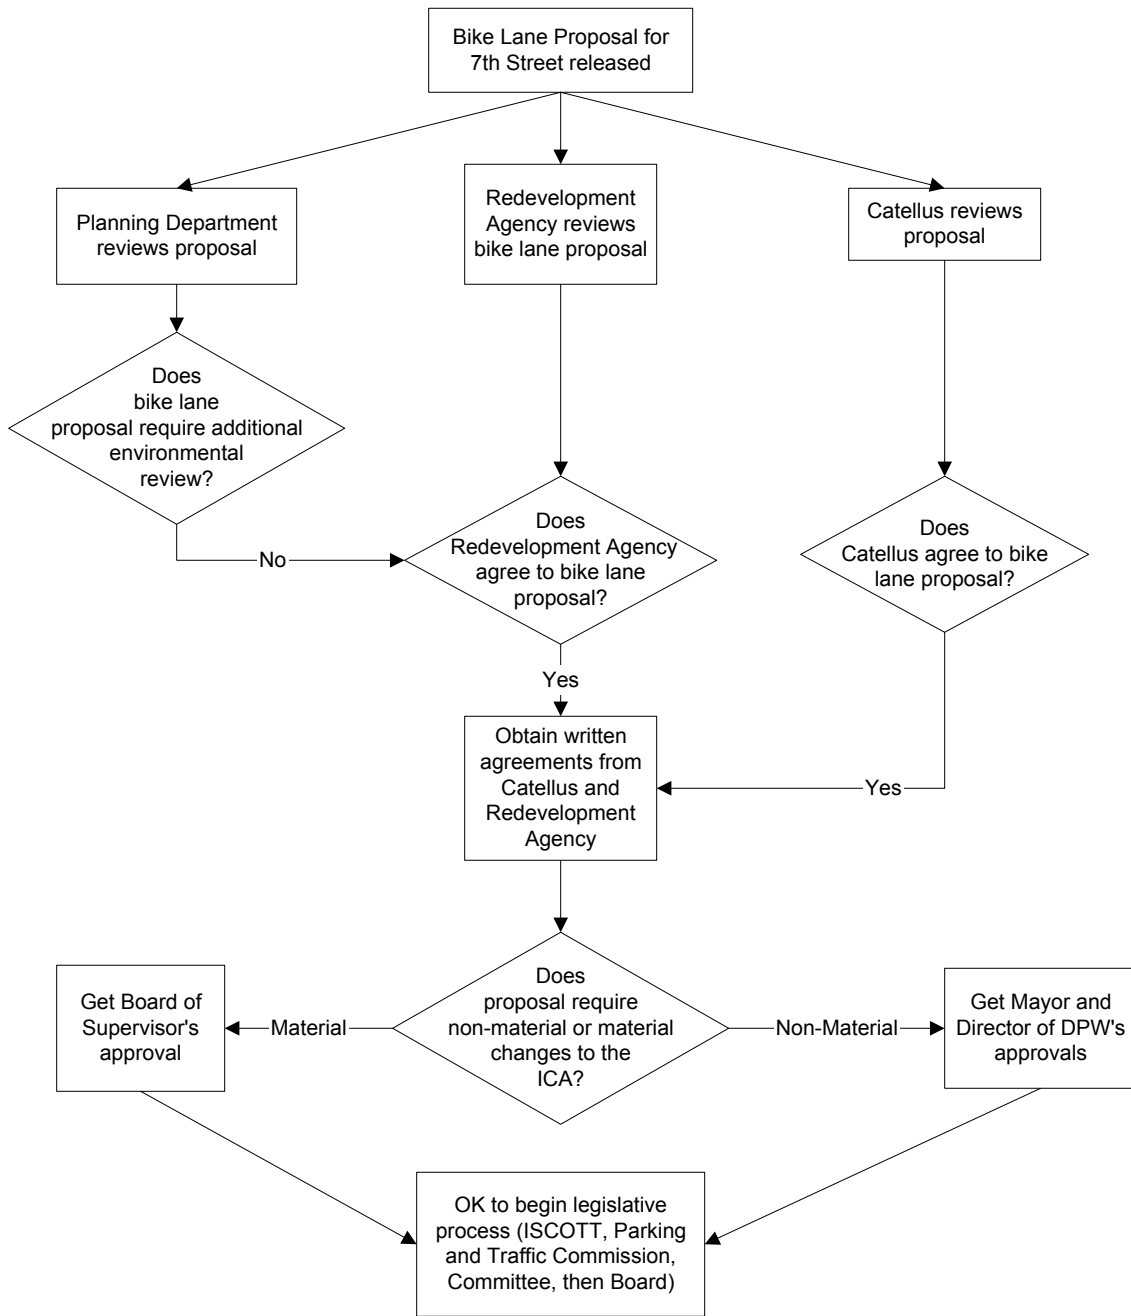 Bike Lane Proposal for
7th Street released
Planning Department
reviews proposal
Redevelopment
Agency reviews
bike lane proposal
Catellus reviews
proposal
Does
bike lane
proposal require additional
environmental
review?
No
Does
Redevelopment Agency
agree to bike lane
proposal?
Does
Catellus agree to bike
lane proposal?
Yes
Obtain written
agreements from
Catellus and
Redevelopment
Agency
Yes
Get Board of
Supervisor's
approval
Material
Does
proposal require
non-material or material
changes to the
ICA?
Non-Material
Get Mayor and
Director of DPW's
approvals
OK to begin legislative
process (ISCOTT, Parking
and Traffic Commission,
Committee, then Board)